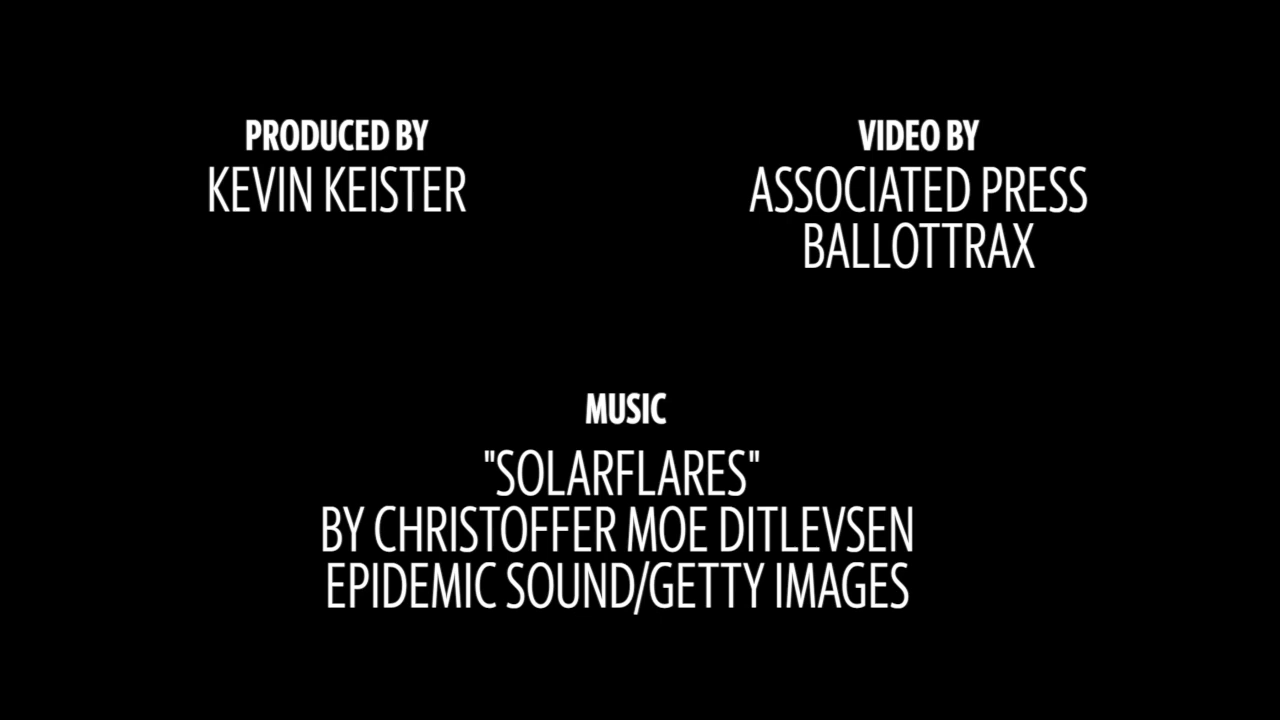 PRODUCED BY
KEVIN KEISTER
VIDEO BY
ASSOCIATED PRESS
BALLOTTRAX
MUSIC
"SOLARFLARES"
BY CHRISTOFFER MOE DITLEVSEN
EPIDEMIC SOUND/GETTY IMAGES